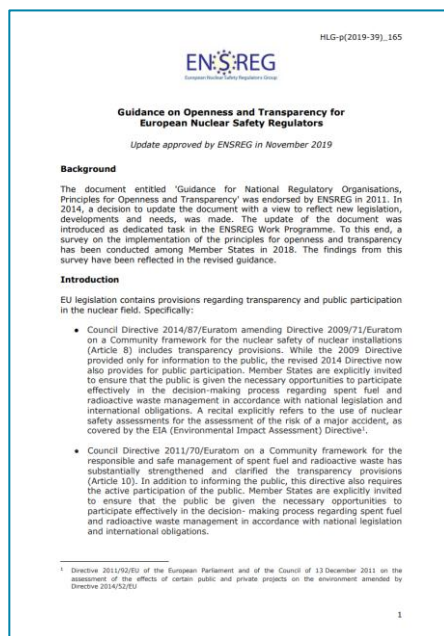 HLG-p(2019-39)_165
ENSREG
European Nuclear Safety Regulators Group
Guidance on Openness and Transparency for
European Nuclear Safety Regulators
Update approved by ENSREG in November 2019
Background
The document entitled 'Guidance for National Regulatory Organisations,
Principles for Openness and Transparency' was endorsed by ENSREG in 2011. In
2014, a decision to update the document with a view to reflect new legislation,
developments and needs, was made. The update of the document was
introduced as dedicated task in the ENSREG Work Programme. To this end, a
survey on the implementation of the principles for openness and transparency
has been conducted among Member States in 2018. The findings from this
survey have been reflected in the revised guidance.
Introduction
EU legislation contains provisions regarding transparency and public participation
in the nuclear field. Specifically:
• Council Directive 2014/87/Euratom amending Directive 2009/71/Euratom
on a Community framework for the nuclear safety of nuclear installations
(Article 8) includes transparency provisions. While the 2009 Directive
provided only for information to the public, the revised 2014 Directive now
also provides for public participation. Member States are explicitly invited
to ensure that the public is given the necessary opportunities to participate
effectively in the decision-making process regarding spent fuel and
radioactive waste management in accordance with national legislation and
international obligations. A recital explicitly refers to the use of nuclear
safety assessments for the assessment of the risk of a major accident, as
covered by the EIA (Environmental Impact Assessment) Directive¹.
• Council Directive 2011/70/Euratom on a Community framework for the
responsible and safe management of spent fuel and radioactive waste has
substantially strengthened and clarified the transparency provisions
(Article 10). In addition to informing the public, this directive also requires
the active participation of the public. Member States are explicitly invited
to ensure that the public be given the necessary opportunities to
participate effectively in the decision- making process regarding spent fuel
and radioactive waste management in accordance with national legislation
and international obligations.
¹ Directive 2011/92/EU of the European Parliament and of the Council of 13 December 2011 on the
assessment of the effects of certain public and private projects on the environment amended by
Directive 2014/52/EU
1